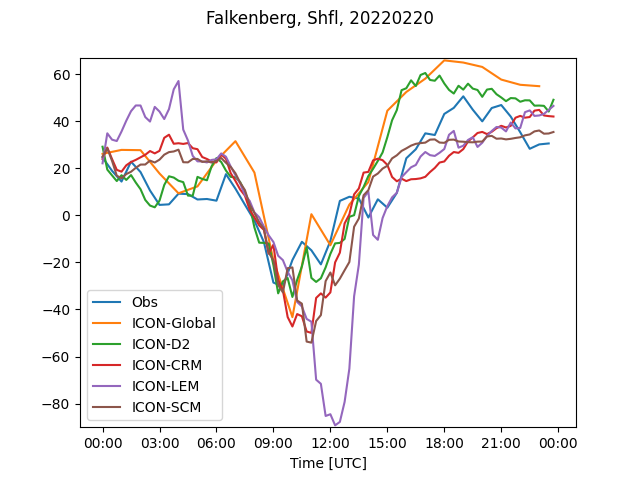 Falkenberg, Shfl, 20220220
60
40
20
0
−20
−40
−60
−80
Obs
ICON-Global
ICON-D2
ICON-CRM
ICON-LEM
ICON-SCM
00:00 03:00 06:00 09:00 12:00 15:00 18:00 21:00 00:00
Time [UTC]